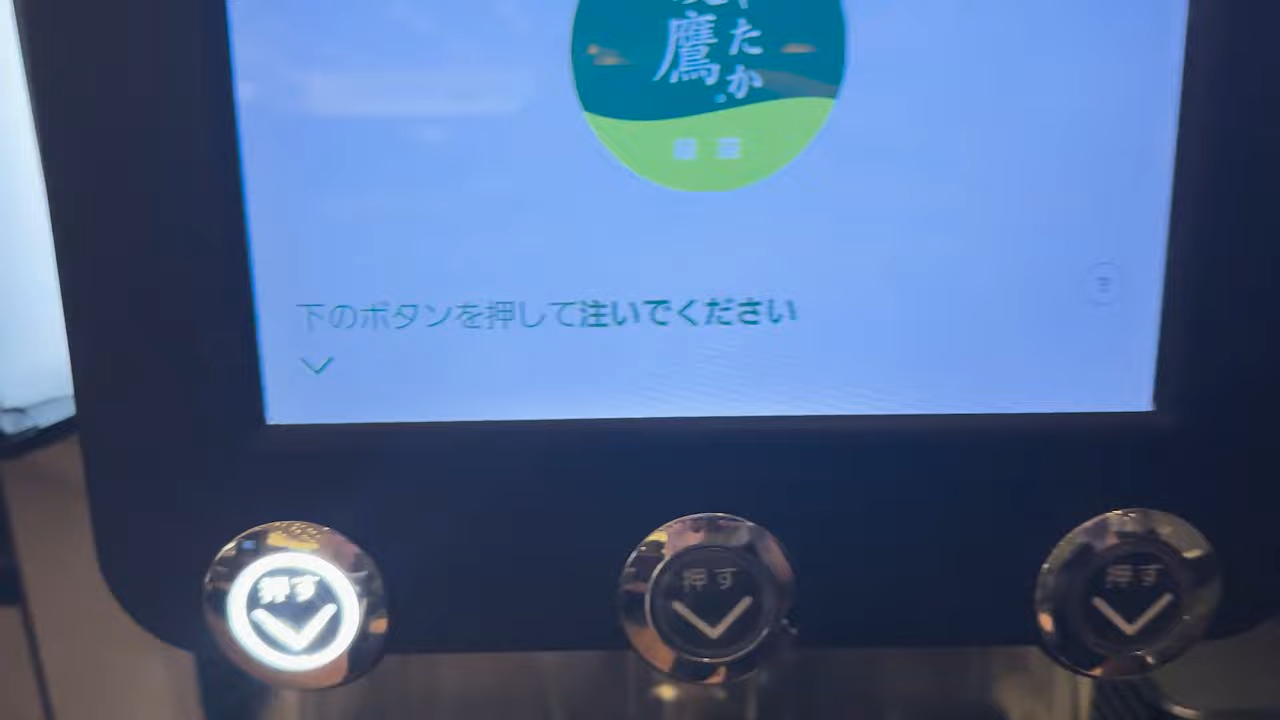 鷹
たか
下のボタンを押して注いでください
押す
押す
押す